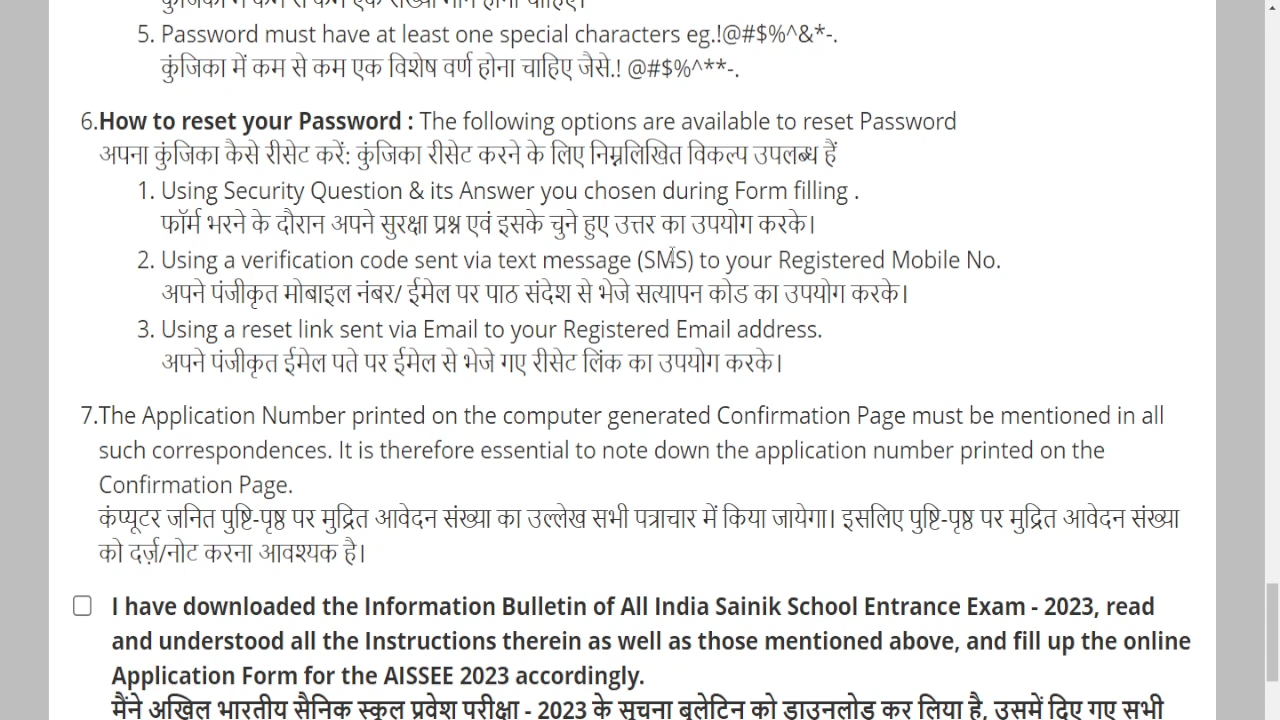 5. Password must have at least one special characters eg.!@#$%^&*-.
कुंजिका में कम से कम एक विशेष वर्ण होना चाहिए जैसे.! @#$%^**-.
6.How to reset your Password : The following options are available to reset Password
अपना कुंजिका कैसे रीसेट करें: कुंजिका रीसेट करने के लिए निम्नलिखित विकल्प उपलब्ध हैं
1. Using Security Question & its Answer you chosen during Form filling .
फॉर्म भरने के दौरान अपने सुरक्षा प्रश्न एवं इसके चुने हुए उत्तर का उपयोग करके।
2. Using a verification code sent via text message (SMS) to your Registered Mobile No.
अपने पंजीकृत मोबाइल नंबर/ ईमेल पर पाठ संदेश से भेजे सत्यापन कोड का उपयोग करके।
3. Using a reset link sent via Email to your Registered Email address.
अपने पंजीकृत ईमेल पते पर ईमेल से भेजे गए रीसेट लिंक का उपयोग करके।
7.The Application Number printed on the computer generated Confirmation Page must be mentioned in all
such correspondences. It is therefore essential to note down the application number printed on the
Confirmation Page.
कंप्यूटर जनित पुष्टि-पृष्ठ पर मुद्रित आवेदन संख्या का उल्लेख सभी पत्राचार में किया जायेगा। इसलिए पुष्टि-पृष्ठ पर मुद्रित आवेदन संख्या
को दर्ज़/नोट करना आवश्यक है।
I have downloaded the Information Bulletin of All India Sainik School Entrance Exam - 2023, read
and understood all the Instructions therein as well as those mentioned above, and fill up the online
Application Form for the AISSEE 2023 accordingly.
मैंने अखिल भारतीय सैनिक स्कूल प्रवेश परीक्षा - 2023 के सूचना बुलेटिन को डाउनलोड कर लिया है, उसमें दिए गए सभी